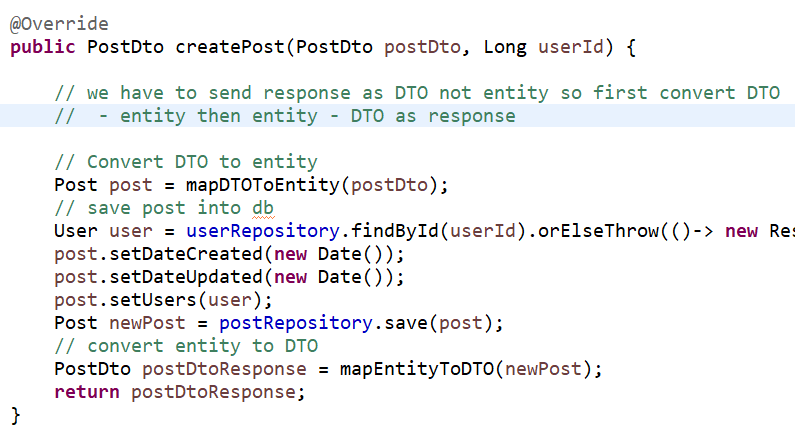 @Override
public PostDto createPost(PostDto postDto, Long userId) {
// we have to send response as DTO not entity so first convert DTO
//  - entity then entity - DTO as response
// Convert DTO to entity
Post post = mapDTOToEntity(postDto);
// save post into db
User user = userRepository.findById(userId).orElseThrow(()-> new Res
post.setDateCreated(new Date());
post.setDateUpdated(new Date());
post.setUsers(user);
Post newPost = postRepository.save(post);
// convert entity to DTO
PostDto postDtoResponse = mapEntityToDTO(newPost);
return postDtoResponse;
}